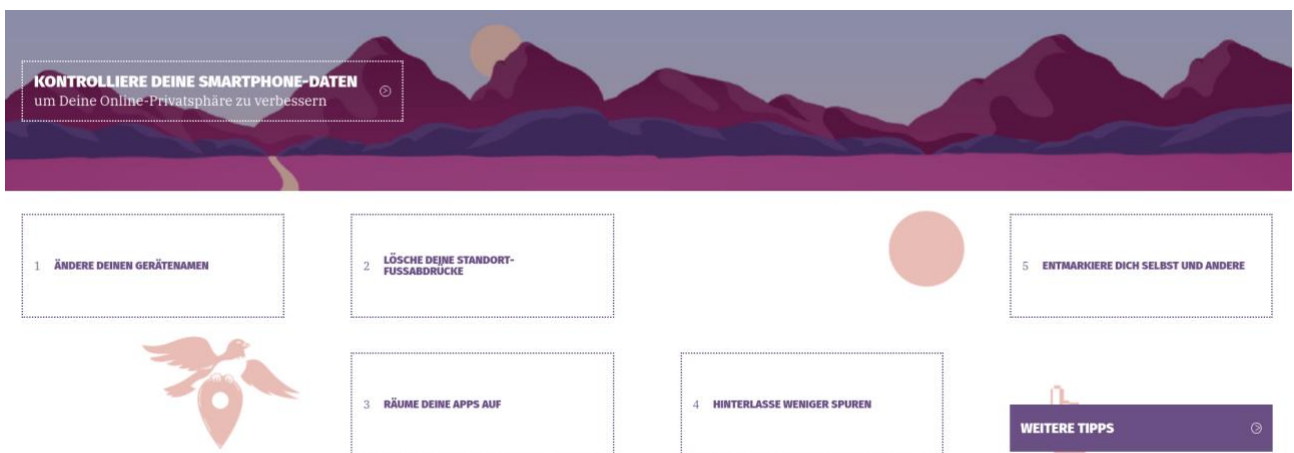 KONTROLLIERE DEINE SMARTPHONE-DATEN
um Deine Online-Privatsphäre zu verbessern
1 ÄNDERE DEINEN GERÄTENAMEN
2 LÖSCHE DEINE STANDORT-
FUSSABDRÜCKE
5 ENTMARKIERE DICH SELBST UND ANDERE
3 RÄUME DEINE APPS AUF
4 HINTERLASSE WENIGER SPUREN
WEITERE TIPPS